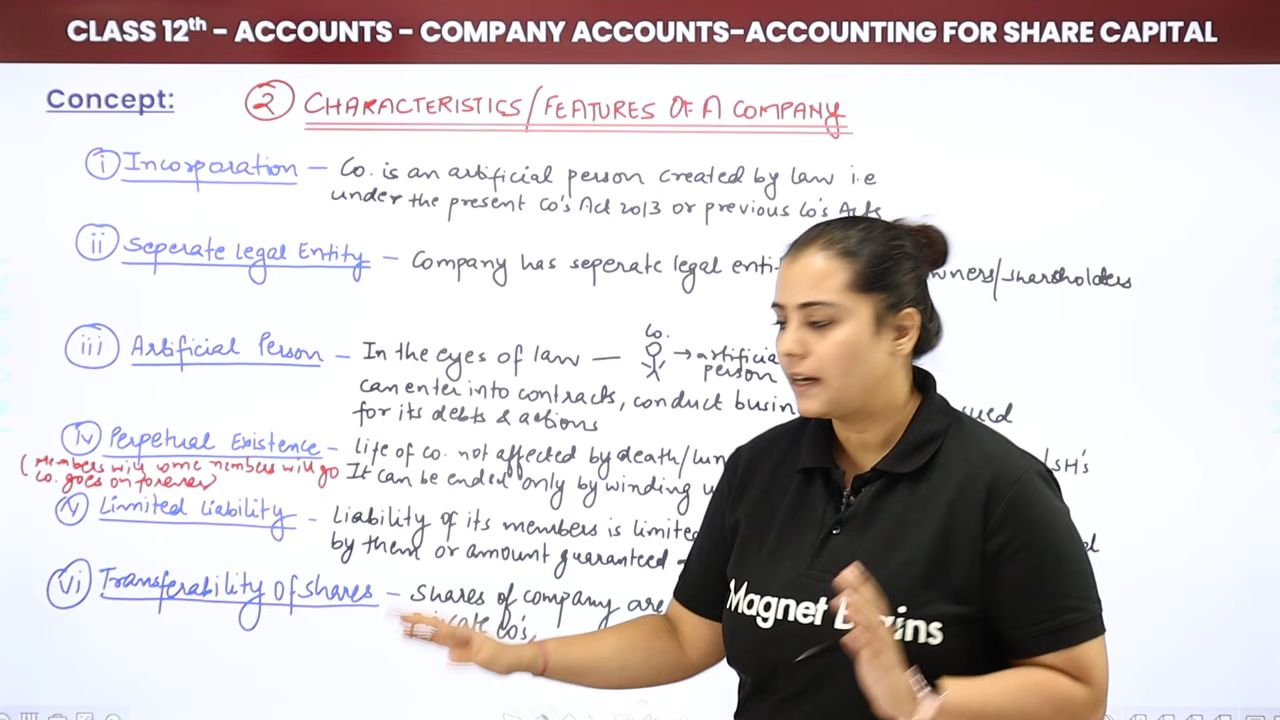 CLASS 12th - ACCOUNTS - COMPANY ACCOUNTS-ACCOUNTING FOR SHARE CAPITAL
Concept: ② CHARACTERISTICS/FEATURES OF A COMPANY
(i) Incorporation - Co. is an artificial person created by law i.e
under the present Co's Act 2013 or previous Co's Acts
(ii) Seperate Legal Entity - Company has seperate legal enti wners/shareholders
(iii) Artificial Person - In the eyes of law - Co. → artificia
person
can enter into contracts, conduct busin sued
for its debts & actions
(iv) Perpetual Existence - Life of co. not affected by death/lun /SH's
(Members will come members will go
Co. goes on forever)
It can be ended only by winding u
(v) Limited Liability - Liability of its members is limited
by them or amount guaranteed
(vi) Transferability of shares - Shares of company are
Co's
Magnet Brains